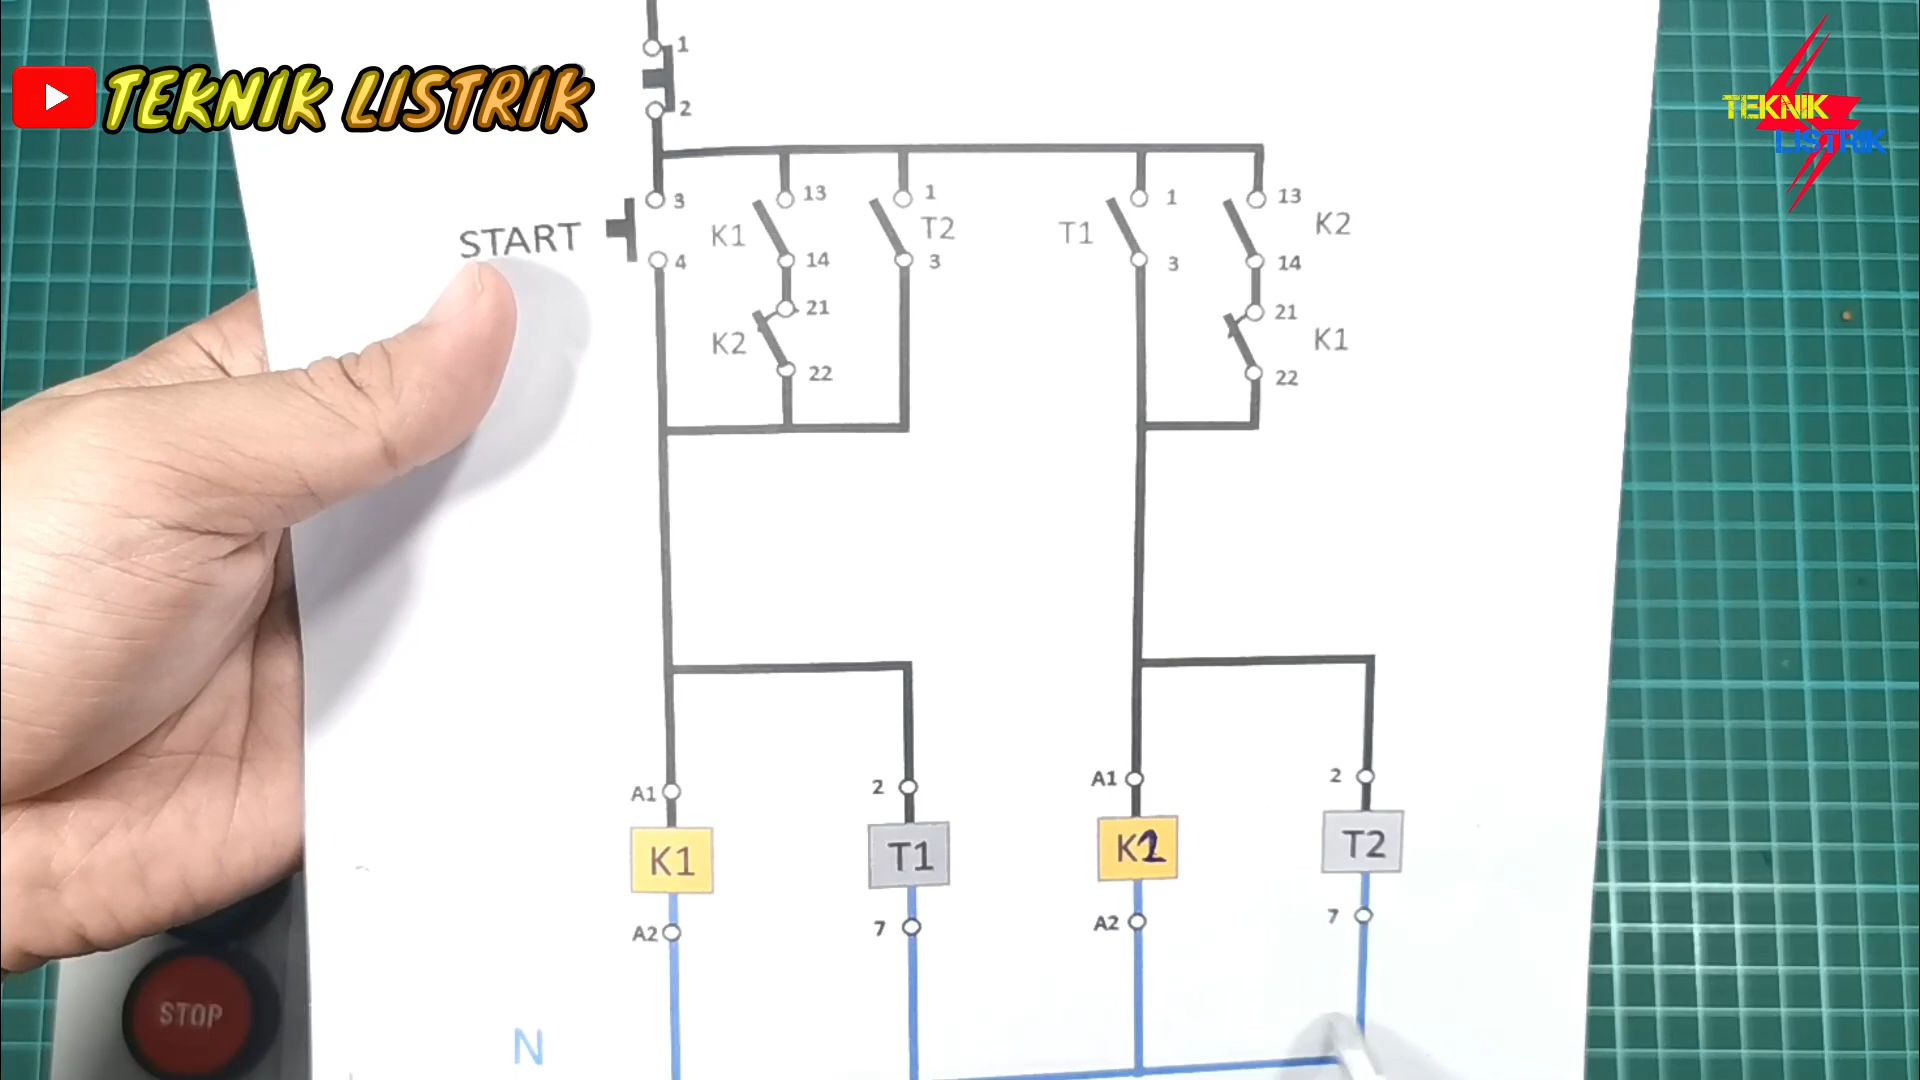 TEKNIK LISTRIK
TEKNIK
LISTRIK
1
2
START
3
4
K1
13
14
K2
21
22
T2
1
3
T1
1
3
13
K2
14
21
K1
22
A1
K1
A2
2
T1
7
A1
K2
A2
2
T2
7
STOP
N